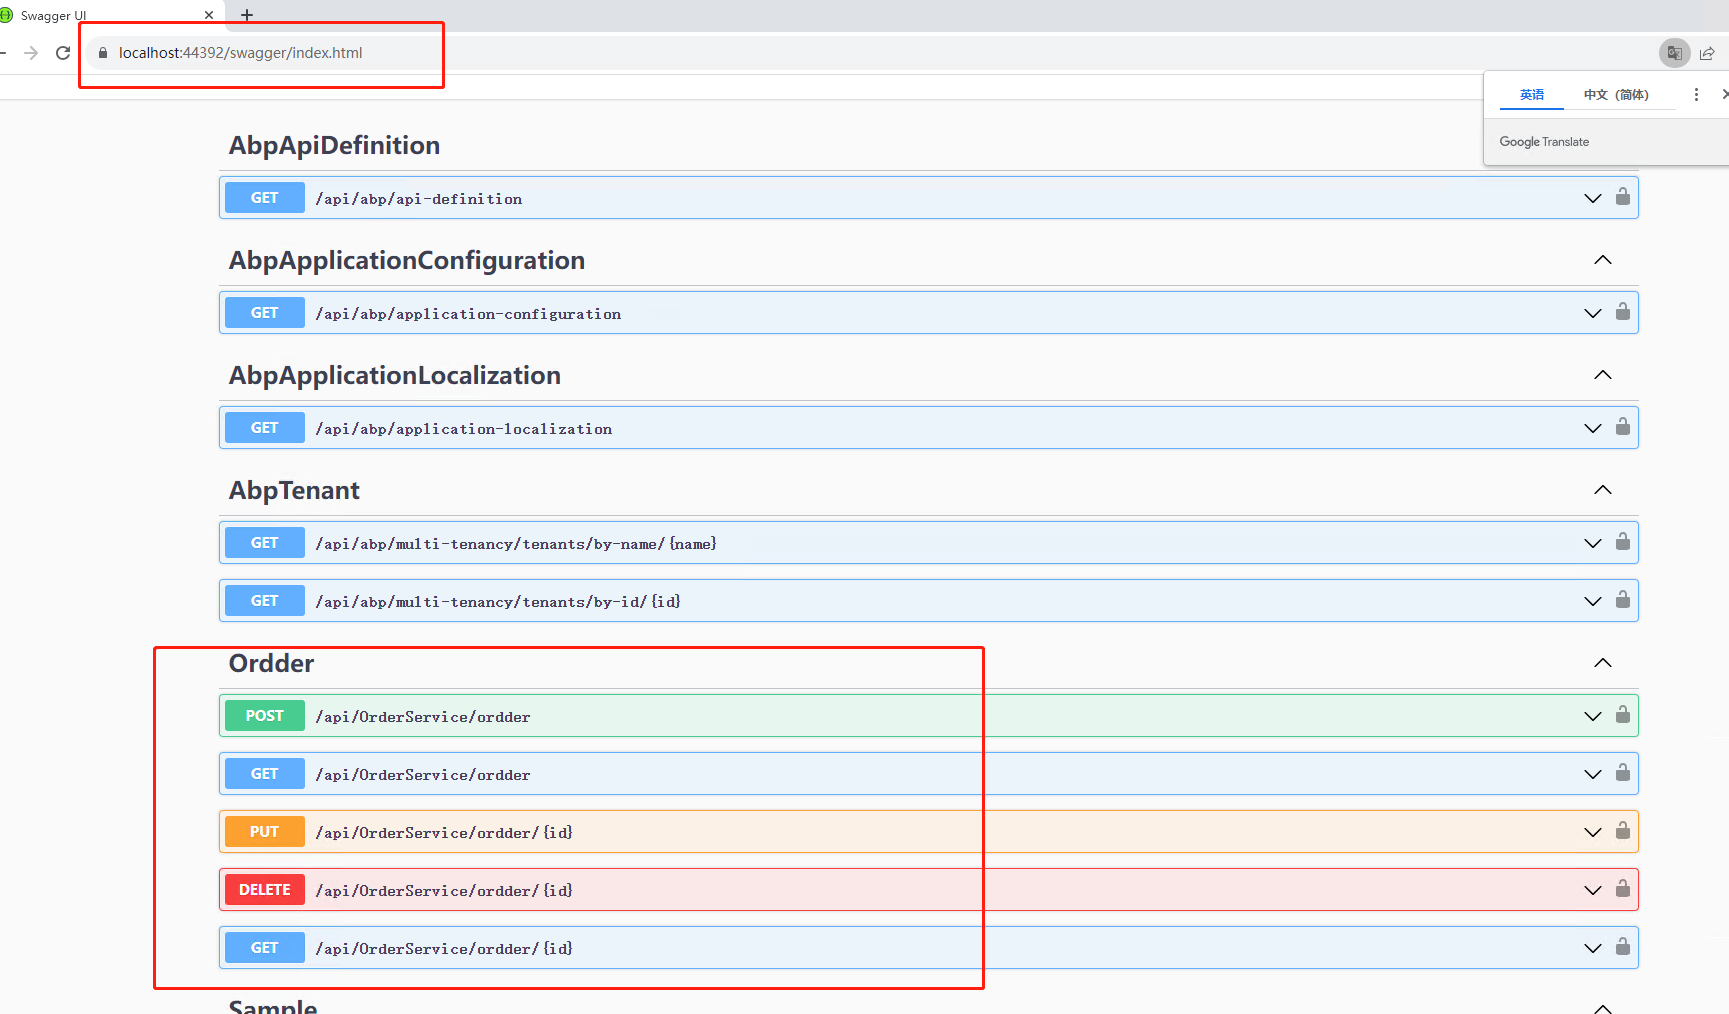 Swagger UI
localhost:44392/swagger/index.html
英语 中文（简体）
Google Translate
AbpApiDefinition
GET /api/abp/api-definition
AbpApplicationConfiguration
GET /api/abp/application-configuration
AbpApplicationLocalization
GET /api/abp/application-localization
AbpTenant
GET /api/abp/multi-tenancy/tenants/by-name/{name}
GET /api/abp/multi-tenancy/tenants/by-id/{id}
Ordder
POST /api/OrderService/ordder
GET /api/OrderService/ordder
PUT /api/OrderService/ordder/{id}
DELETE /api/OrderService/ordder/{id}
GET /api/OrderService/ordder/{id}
Sample